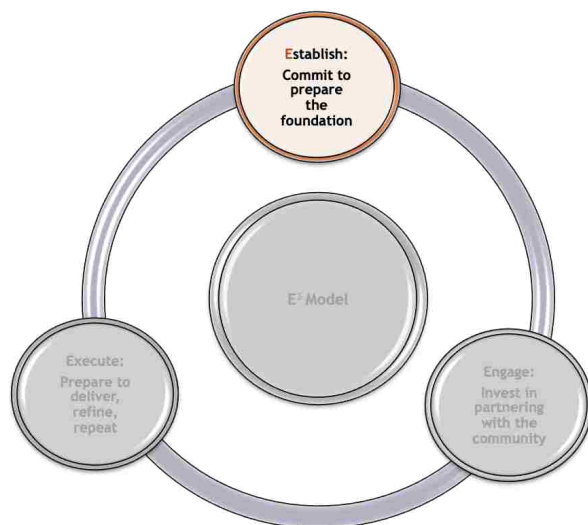 Establish:
Commit to
prepare
the
foundation
E³ Model
Execute:
Prepare to
deliver,
refine,
repeat
Engage:
Invest in
partnering
with the
community